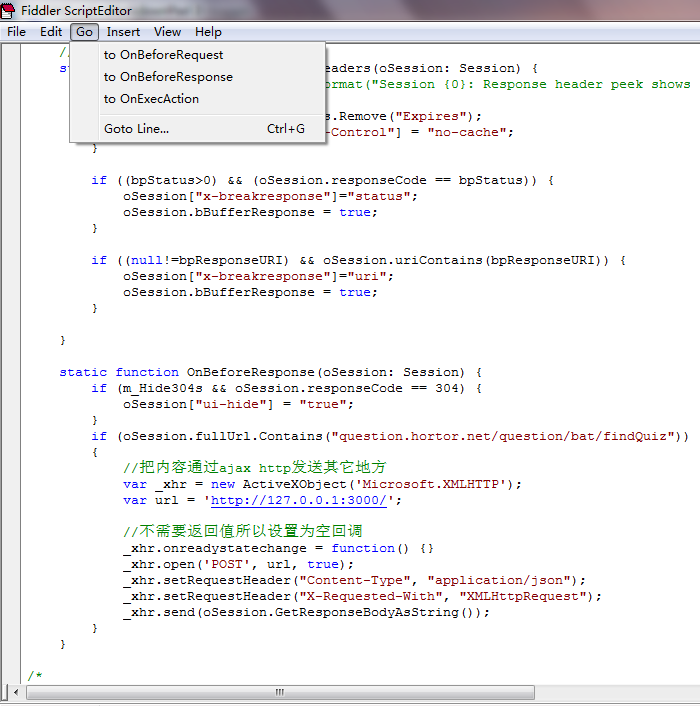 Fiddler ScriptEditor
File Edit Go Insert View Help
to OnBeforeRequest
to OnBeforeResponse
to OnExecAction
Goto Line... Ctrl+G
//
eaders(oSession: Session) {
ormat("Session {0}: Response header peek shows
s.Remove("Expires");
-Control"] = "no-cache";
}
if ((bpStatus>0) && (oSession.responseCode == bpStatus)) {
oSession["x-breakresponse"]="status";
oSession.bBufferResponse = true;
}
if ((null!=bpResponseURI) && oSession.uriContains(bpResponseURI)) {
oSession["x-breakresponse"]="uri";
oSession.bBufferResponse = true;
}
}
static function OnBeforeResponse(oSession: Session) {
if (m_Hide304s && oSession.responseCode == 304) {
oSession["ui-hide"] = "true";
}
if (oSession.fullUrl.Contains("question.hortor.net/question/bat/findQuiz"))
{
//把内容通过ajax http发送其它地方
var _xhr = new ActiveXObject('Microsoft.XMLHTTP');
var url = 'http://127.0.0.1:3000/';
//不需要返回值所以设置为空回调
_xhr.onreadystatechange = function() {}
_xhr.open('POST', url, true);
_xhr.setRequestHeader("Content-Type", "application/json");
_xhr.setRequestHeader("X-Requested-With", "XMLHttpRequest");
_xhr.send(oSession.GetResponseBodyAsString());
}
}
/*